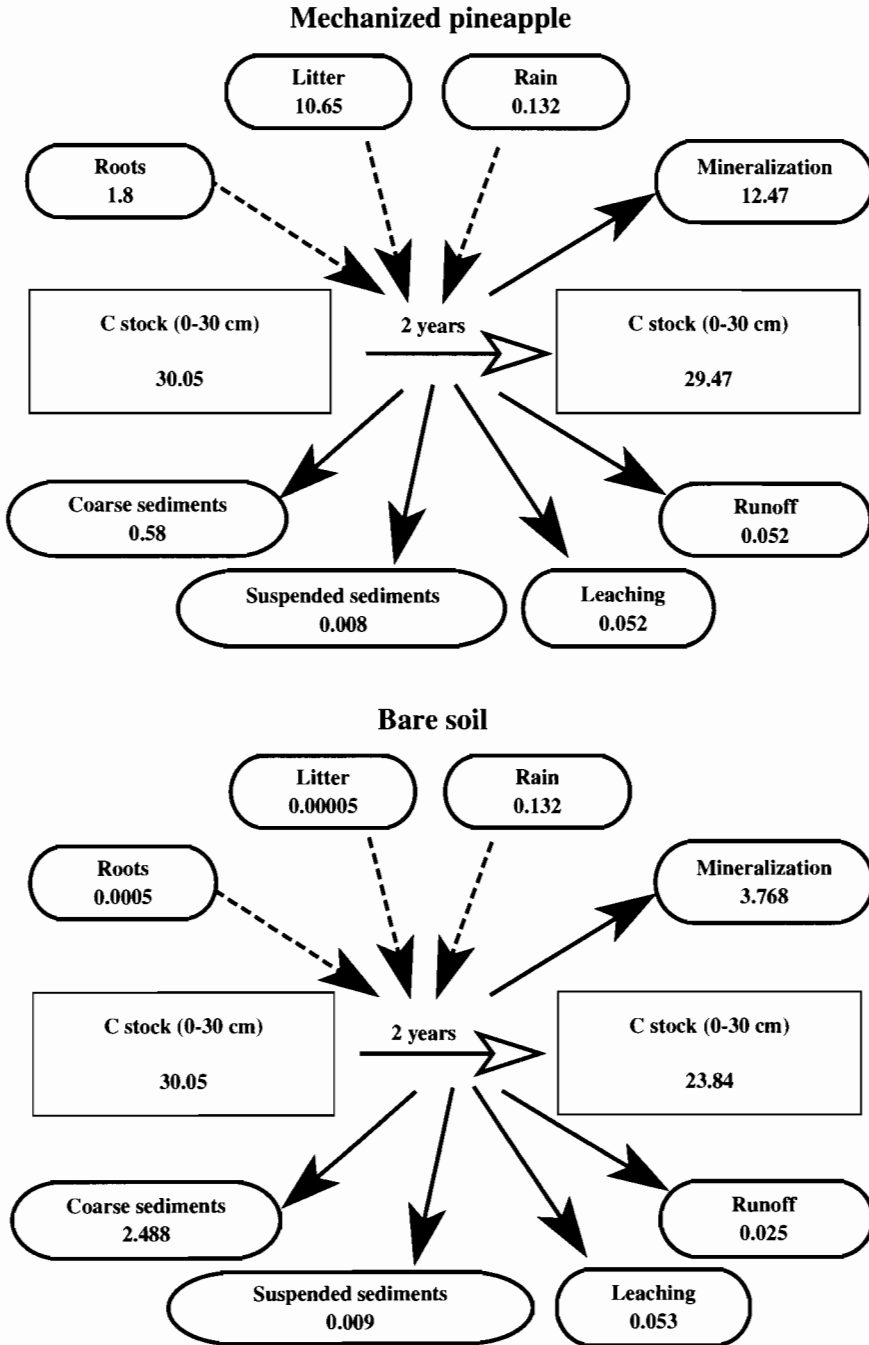 Mechanized pineapple
Litter
10.65
Rain
0.132
Roots
1.8
Mineralization
12.47
C stock (0-30 cm)
30.05
2 years
C stock (0-30 cm)
29.47
Coarse sediments
0.58
Runoff
0.052
Suspended sediments
0.008
Leaching
0.052
Bare soil
Litter
0.00005
Rain
0.132
Roots
0.0005
Mineralization
3.768
C stock (0-30 cm)
30.05
2 years
C stock (0-30 cm)
23.84
Coarse sediments
2.488
Runoff
0.025
Suspended sediments
0.009
Leaching
0.053